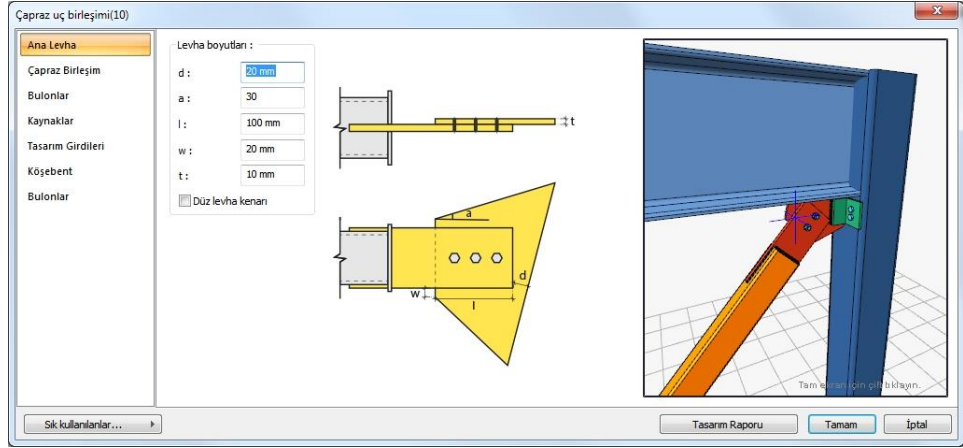 Çapraz uç birleşimi(10)
Ana Levha
Çapraz Birleşim
Bulonlar
Kaynaklar
Tasarım Girdileri
Köşebent
Bulonlar
Levha boyutları :
d : 20 mm
a : 30
l : 100 mm
w : 20 mm
t : 10 mm
Düz levha kenarı
t
a
d
w
l
Tam ekran için çift tıklayın.
Sık kullanılanlar...
Tasarım Raporu
Tamam
İptal